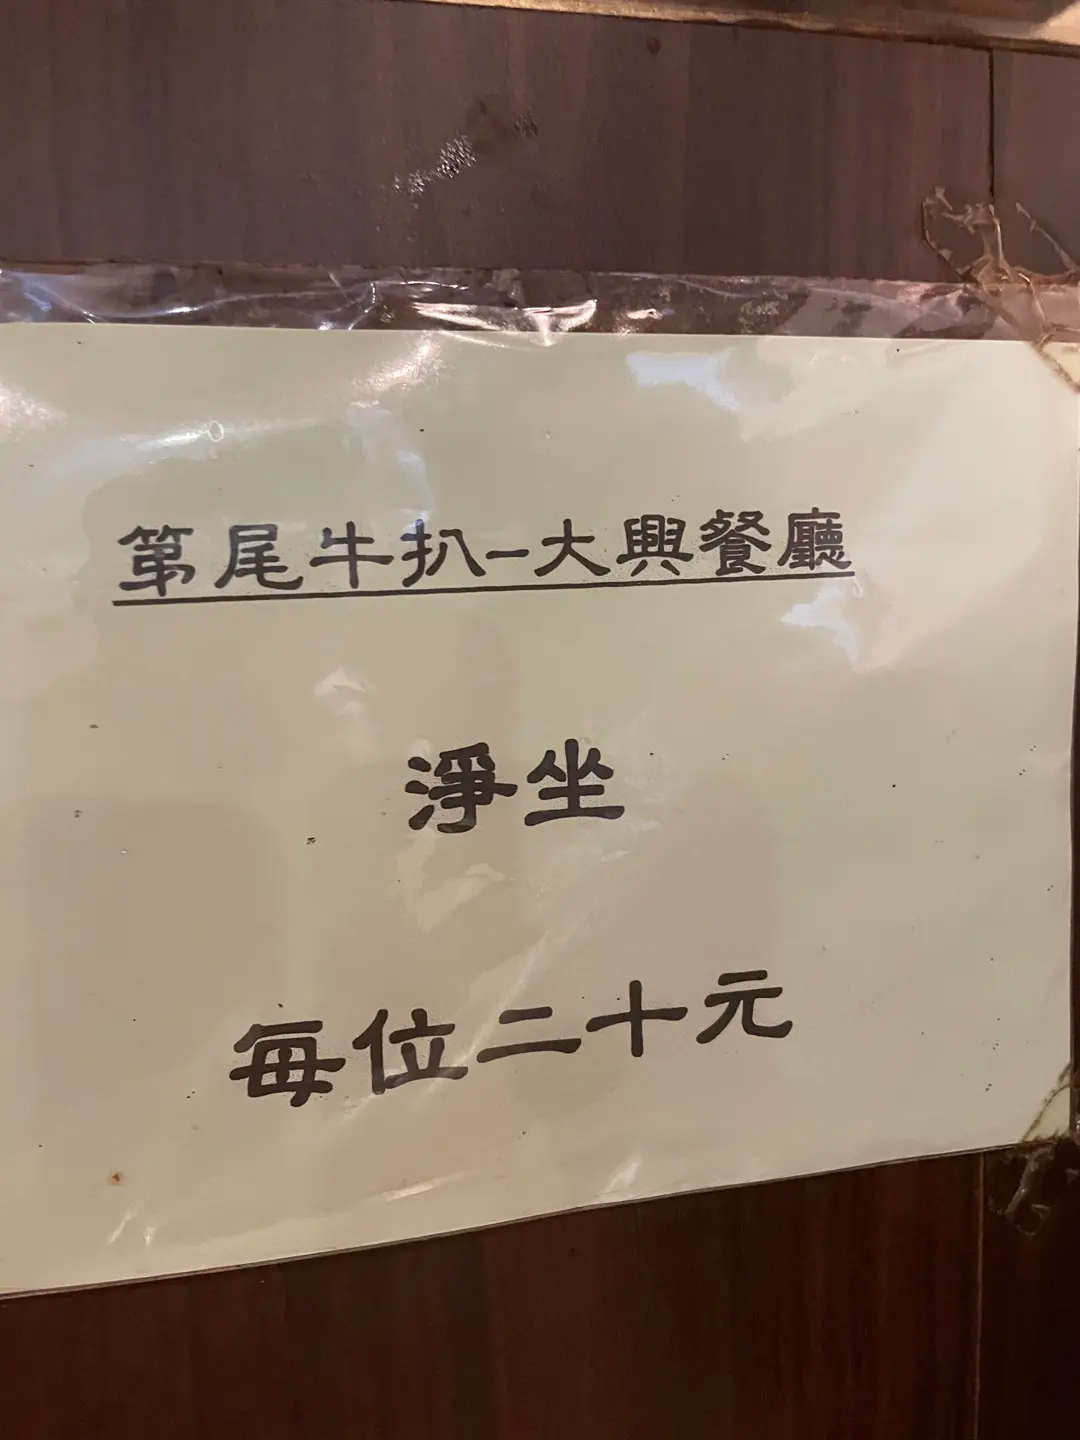 第尾牛扒–大興餐廳
淨坐
每位二十元